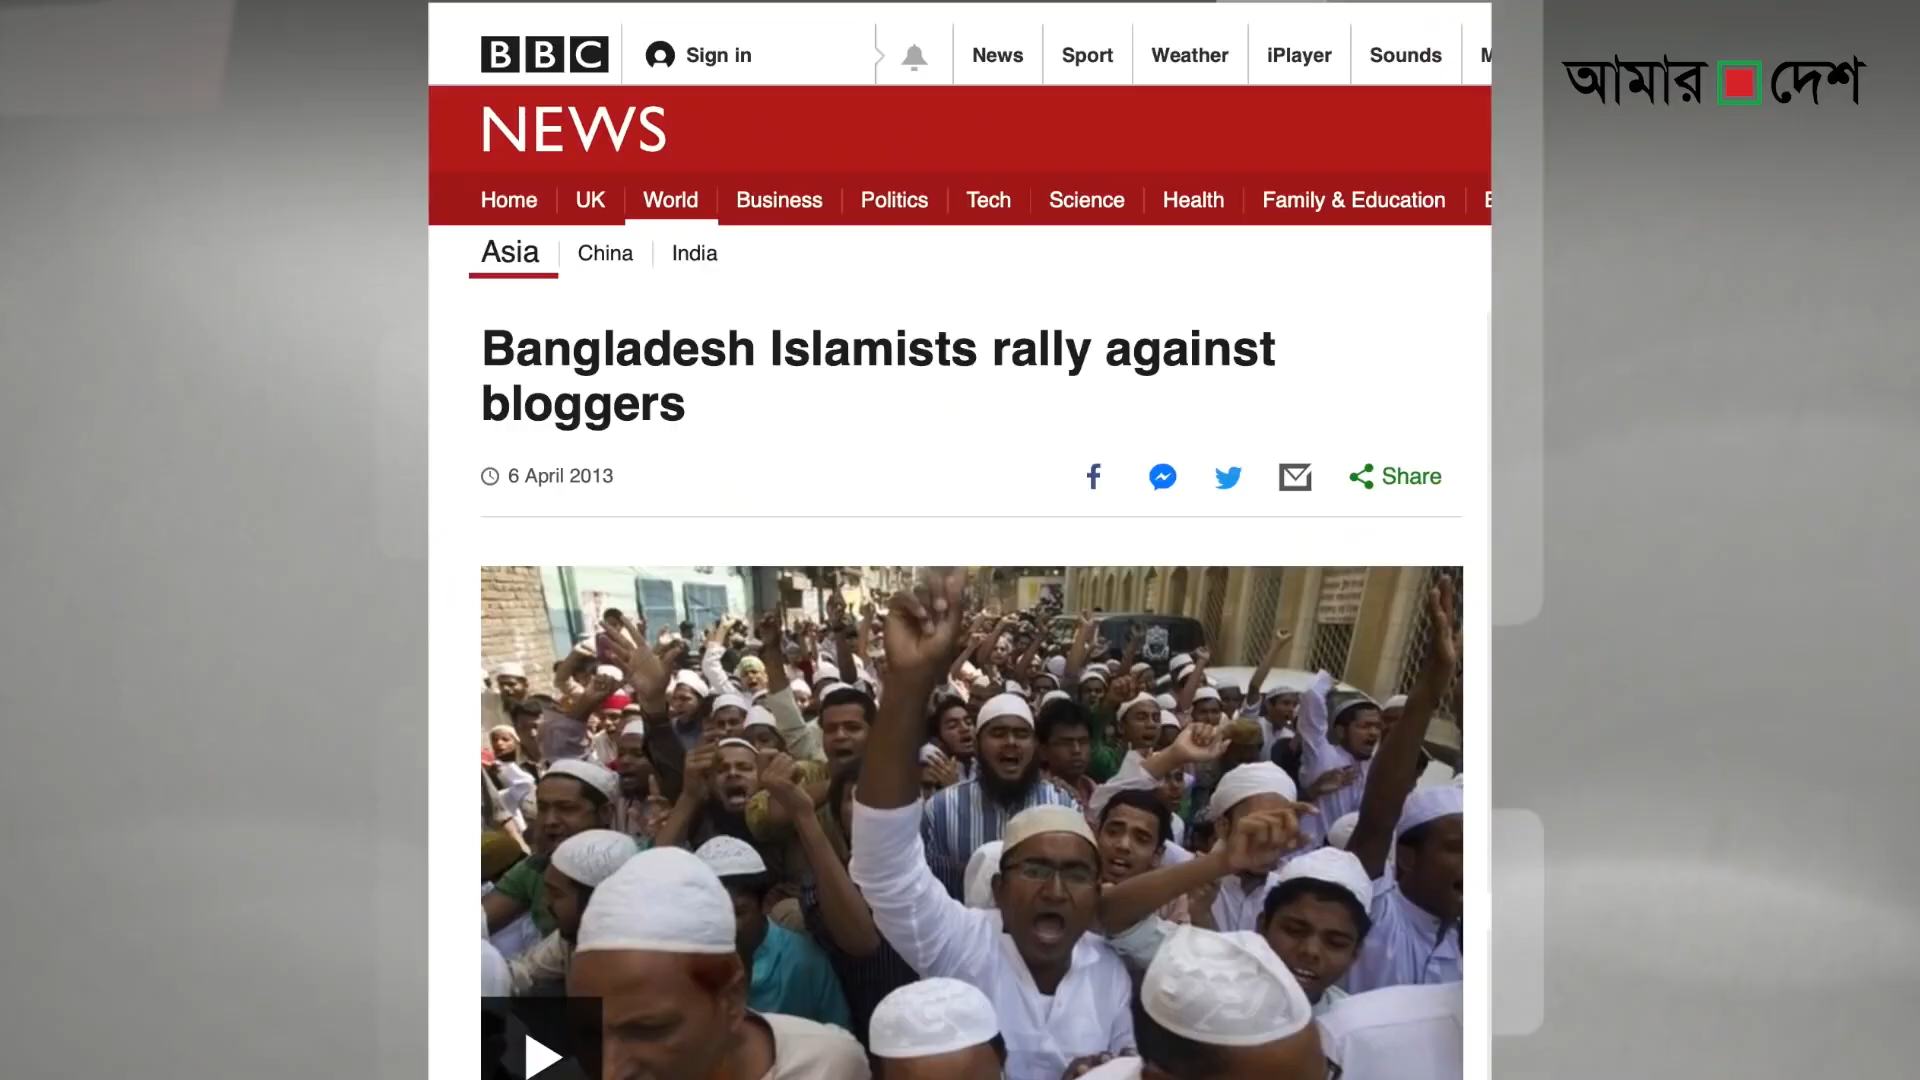 BBC Sign in News Sport Weather iPlayer Sounds
আমার দেশ
NEWS
Home UK World Business Politics Tech Science Health Family & Education
Asia China India
Bangladesh Islamists rally against
bloggers
6 April 2013 Share